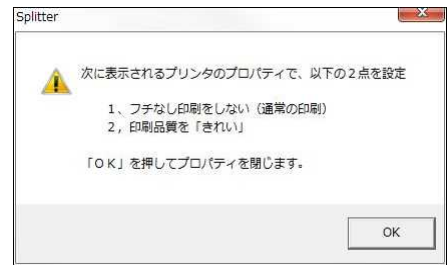 Splitter
次に表示されるプリンタのプロパティで、以下の2点を設定
1、フチなし印刷をしない（通常の印刷）
2，印刷品質を「きれい」
「ＯＫ」を押してプロパティを閉じます。
OK